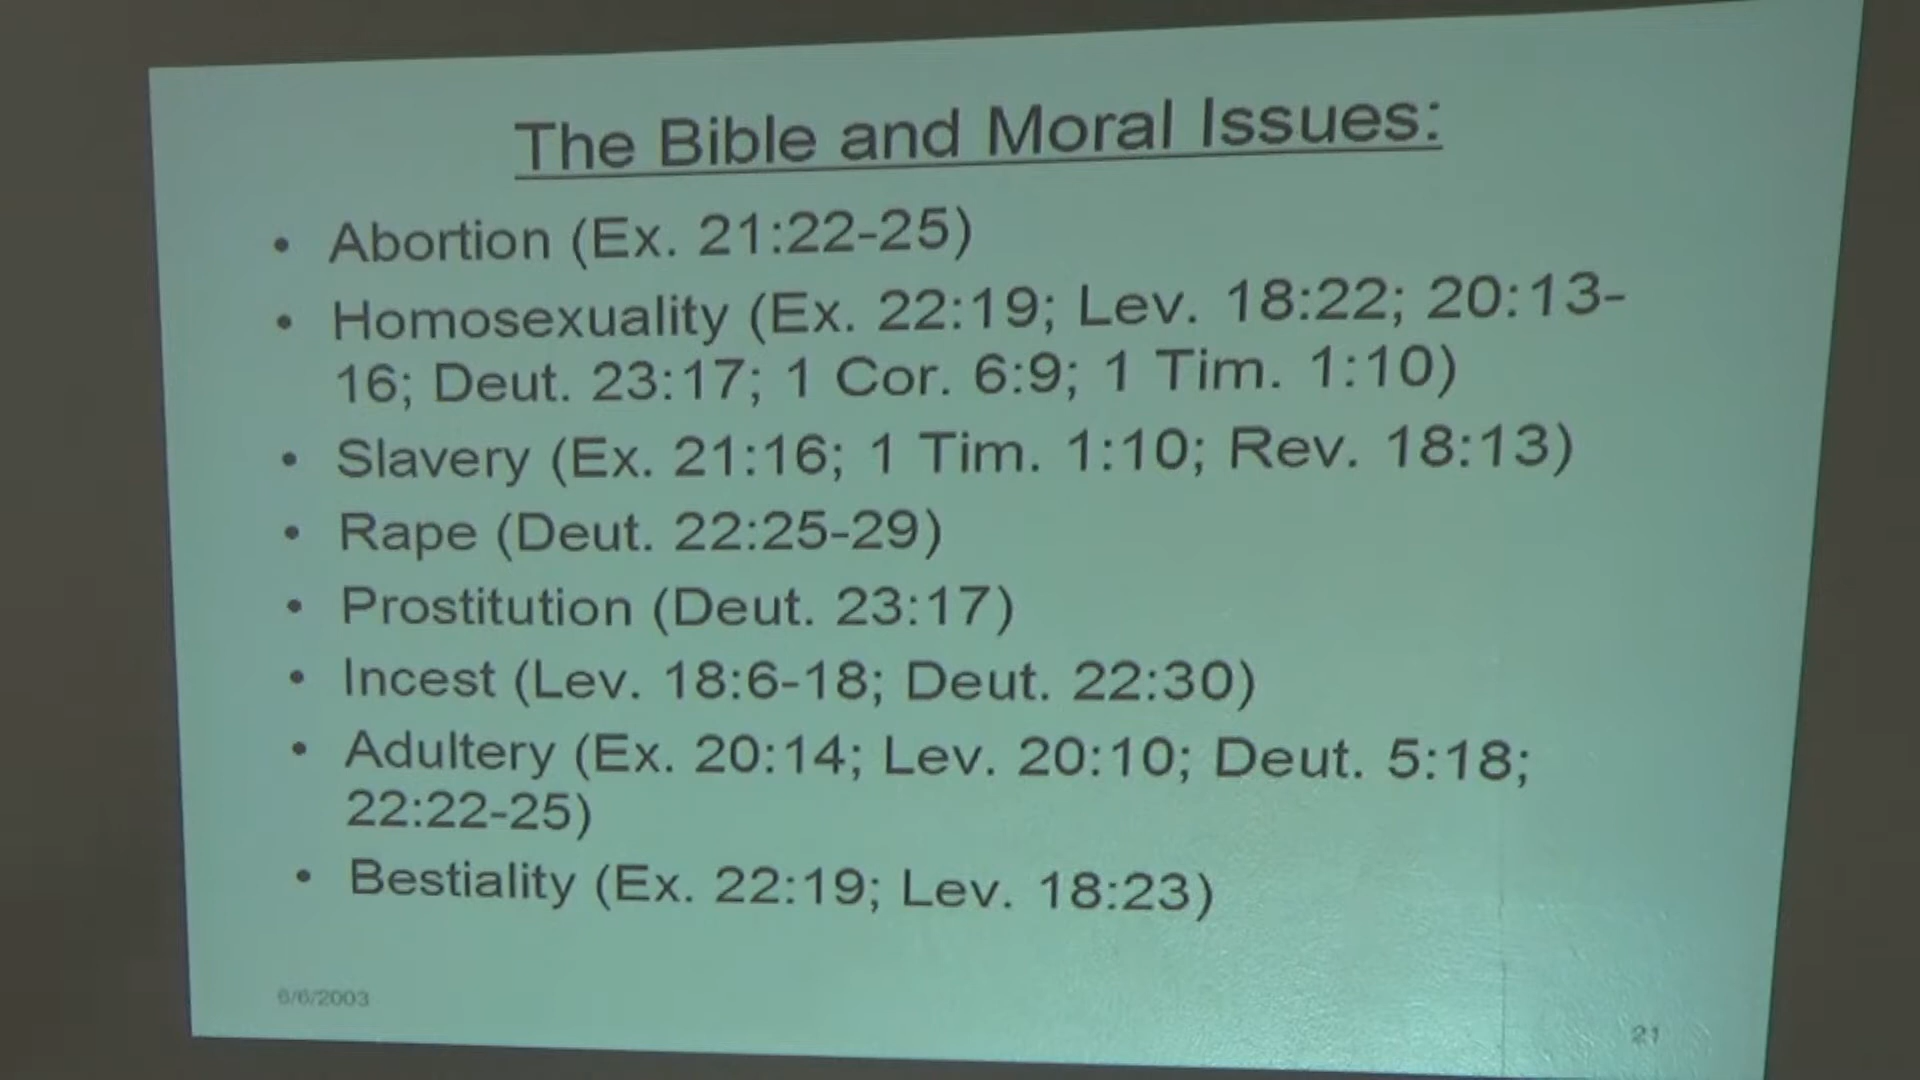 The Bible and Moral Issues:
• Abortion (Ex. 21:22-25)
• Homosexuality (Ex. 22:19; Lev. 18:22; 20:13-
16; Deut. 23:17; 1 Cor. 6:9; 1 Tim. 1:10)
• Slavery (Ex. 21:16; 1 Tim. 1:10; Rev. 18:13)
• Rape (Deut. 22:25-29)
• Prostitution (Deut. 23:17)
• Incest (Lev. 18:6-18; Deut. 22:30)
• Adultery (Ex. 20:14; Lev. 20:10; Deut. 5:18;
22:22-25)
• Bestiality (Ex. 22:19; Lev. 18:23)
6/6/2003
21